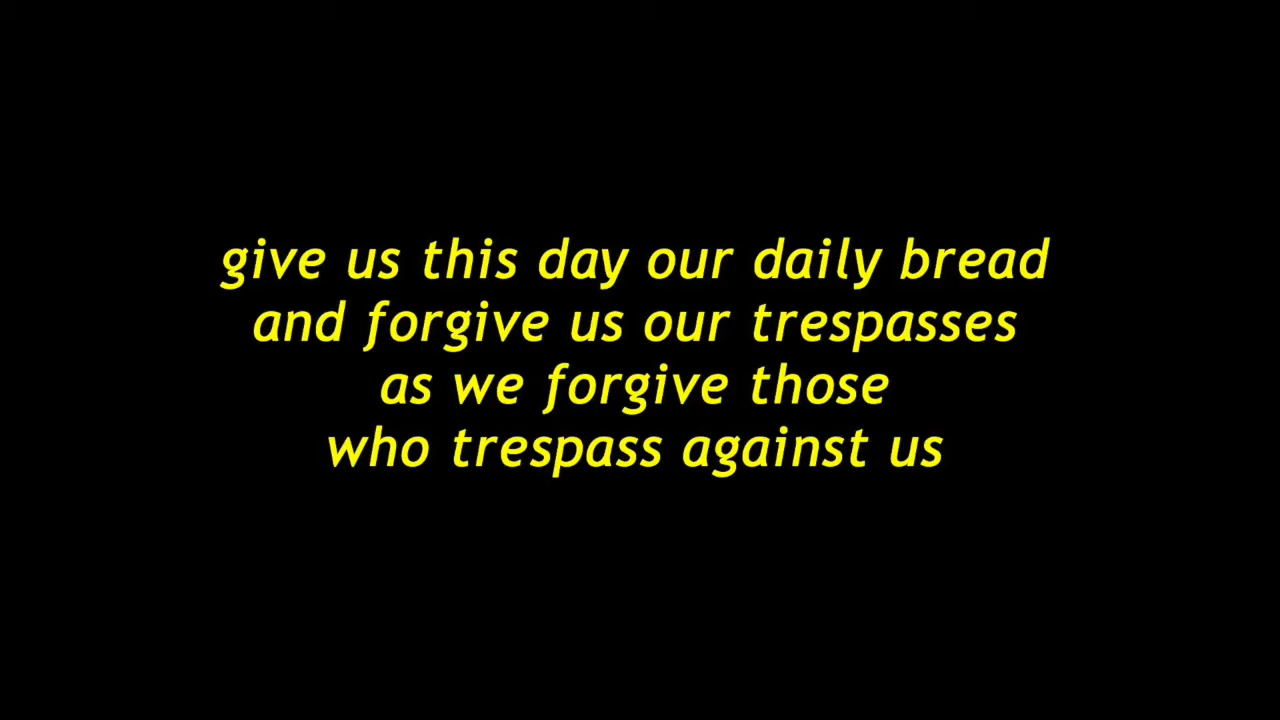 give us this day our daily bread
and forgive us our trespasses
as we forgive those
who trespass against us